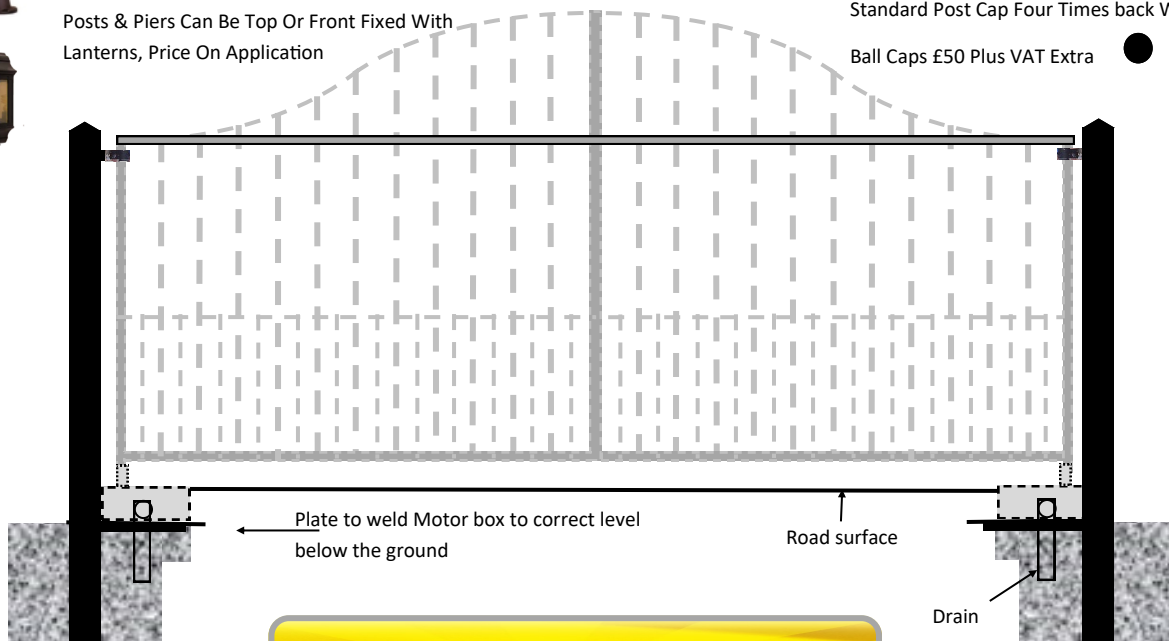 Posts & Piers Can Be Top Or Front Fixed With
Lanterns, Price On Application
Standard Post Cap Four Times back W
Ball Caps £50 Plus VAT Extra
Plate to weld Motor box to correct level
below the ground
Road surface
Drain